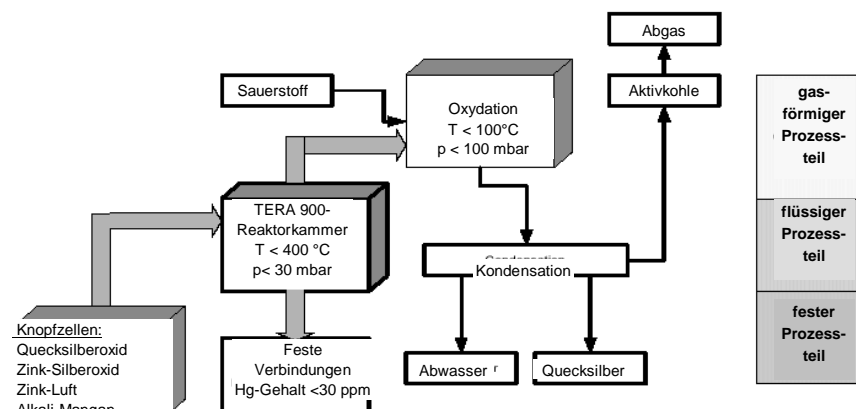 Abgas
Sauerstoff
Aktivkohle
Oxydation
T < 100°C
p < 100 mbar
TERA 900-
Reaktorkammer
T < 400 °C
p< 30 mbar
Kondensation
Knopfzellen:
Quecksilberoxid
Zink-Silberoxid
Zink-Luft
Alkali-Mangan
Feste
Verbindungen
Hg-Gehalt <30 ppm
Abwasser
Quecksilber
gas-
förmiger
Prozess-
teil
flüssiger
Prozess-
teil
fester
Prozess-
teil